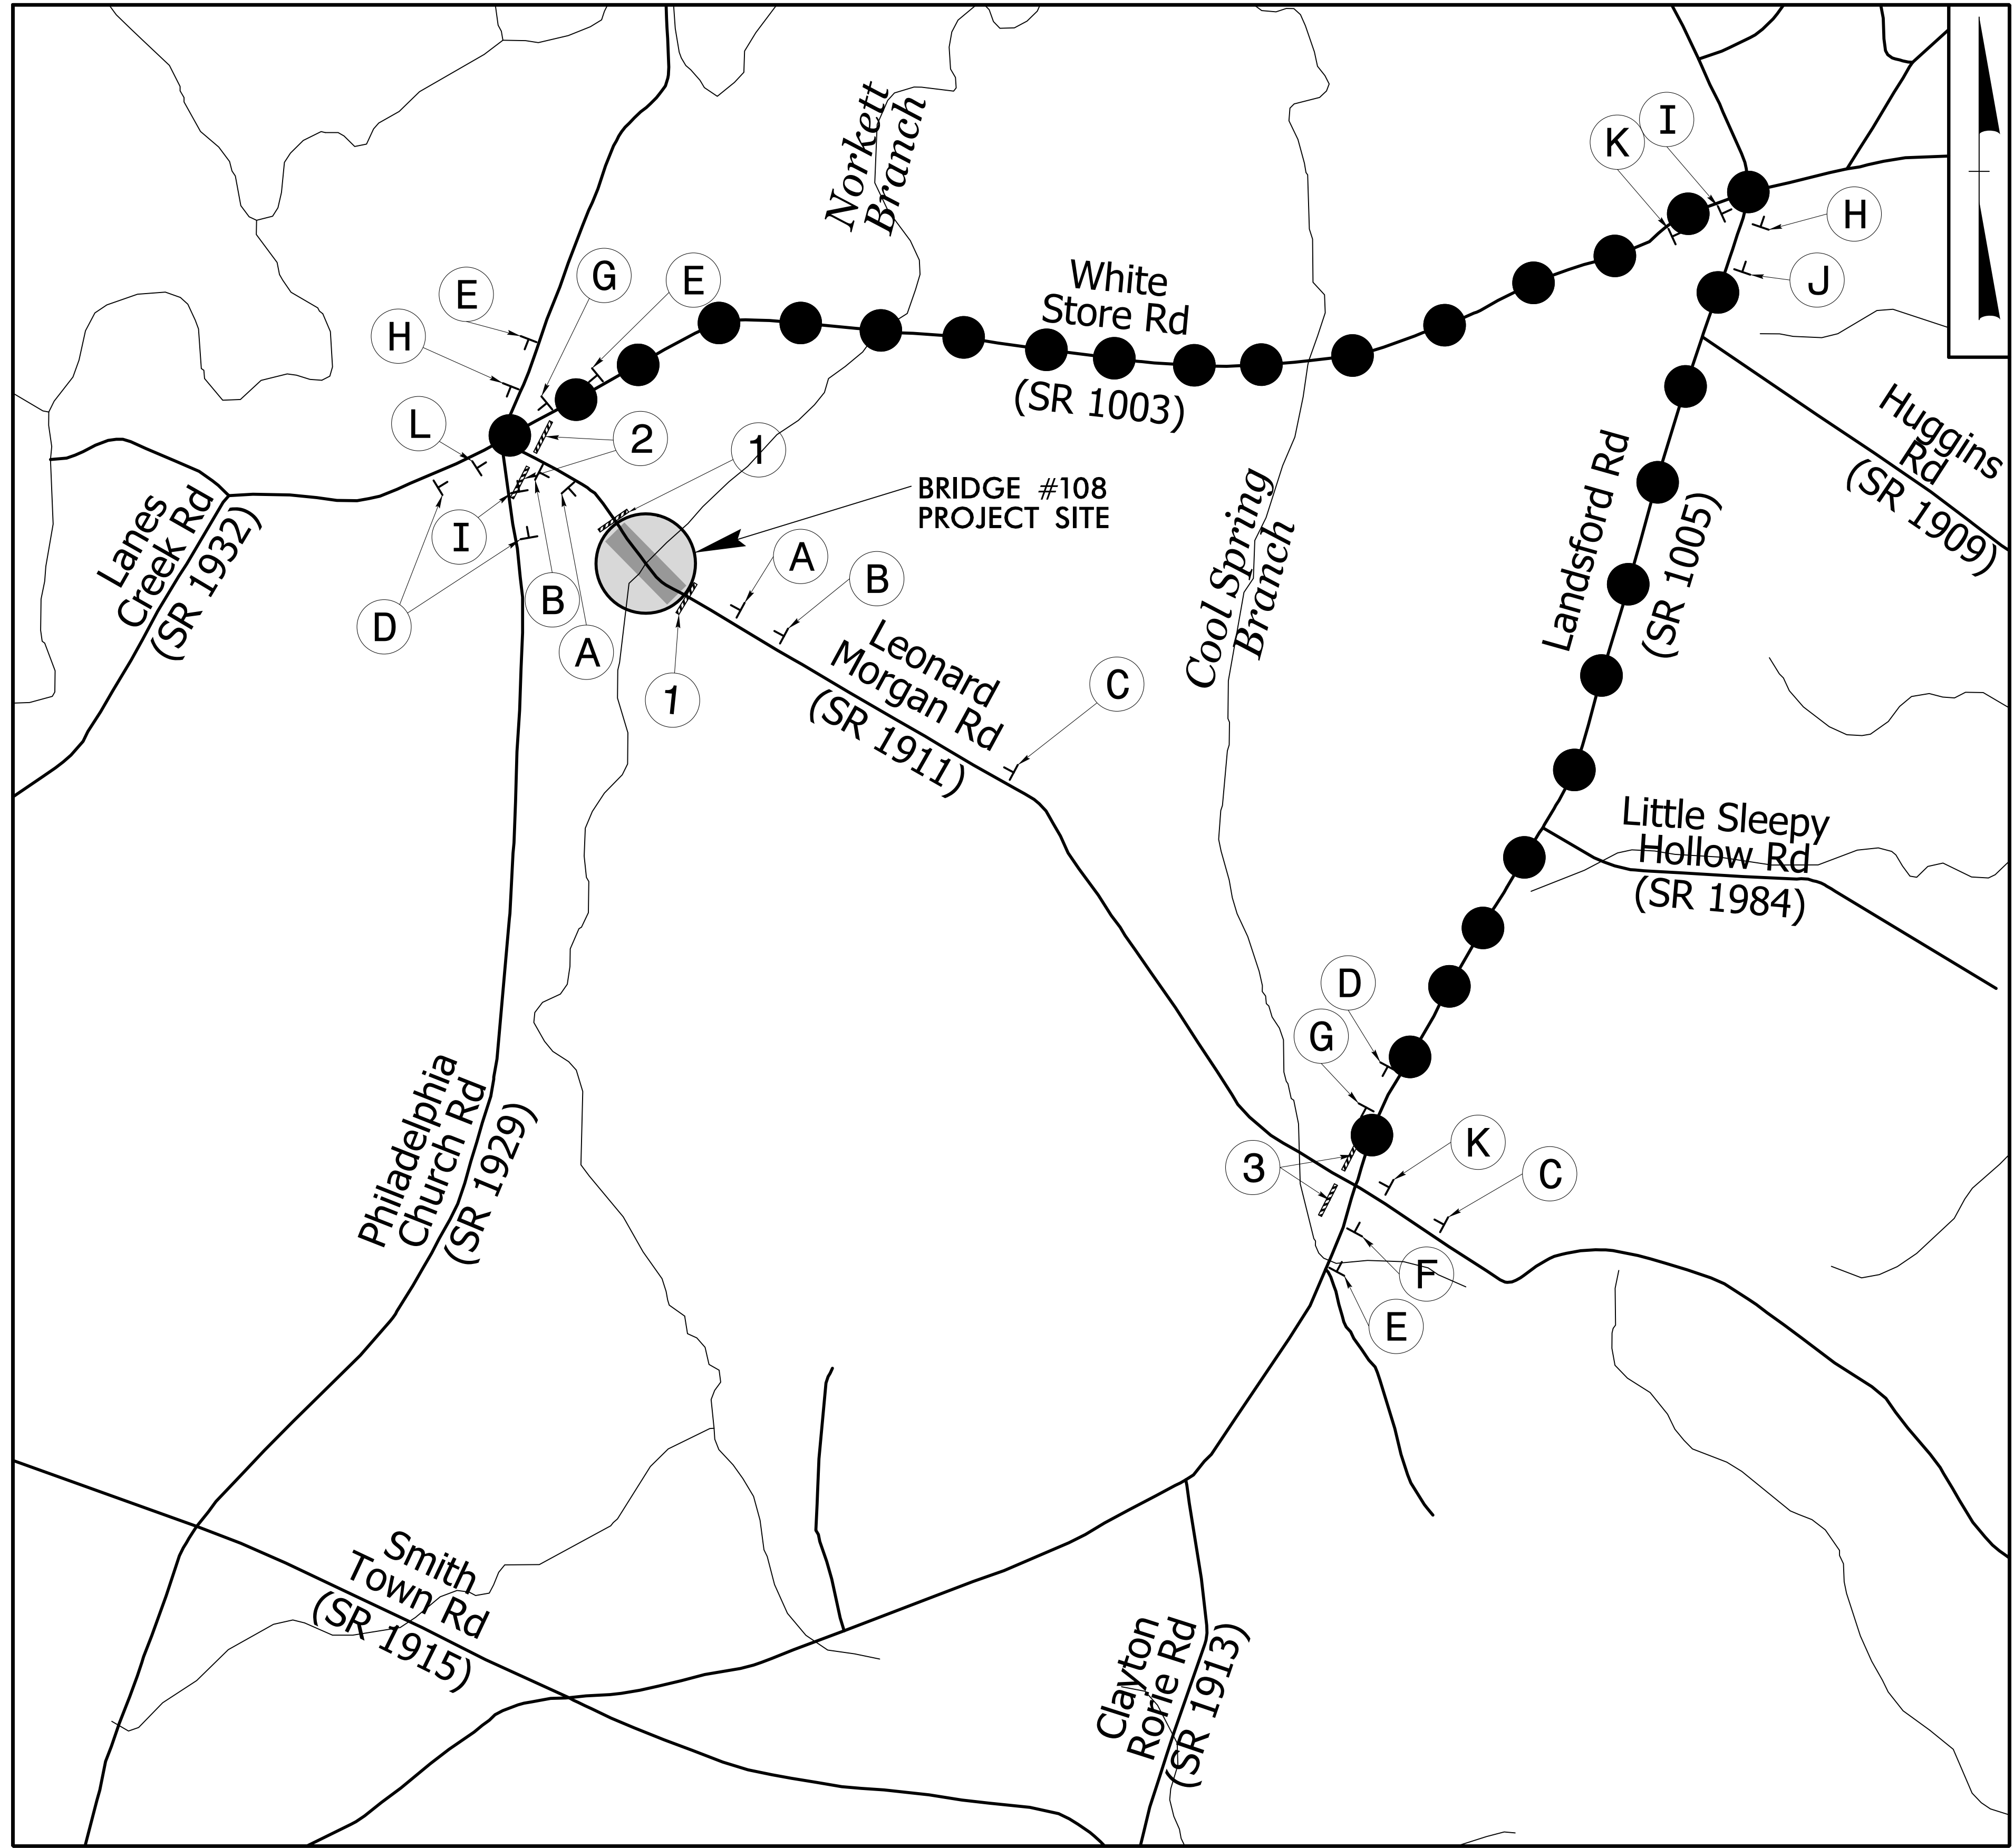 Norkett
Branch
K
I
H
J
E
G
E
H
White
Store Rd
(SR 1003)
L
2
1
BRIDGE #108
PROJECT SITE
Huggins
Rd
(SR 1909)
Lanes
Creek Rd
(SR 1932)
I
D
B
A
A
B
1
Leonard
Morgan Rd
(SR 1911)
C
Cool Spring
Branch
Landsford Rd
(SR 1005)
Little Sleepy
Hollow Rd
(SR 1984)
D
G
3
K
C
F
E
Philadelphia
Church Rd
(SR 1929)
Smith
Town Rd
(SR 1915)
Clayton
Rorie Rd
(SR 1913)